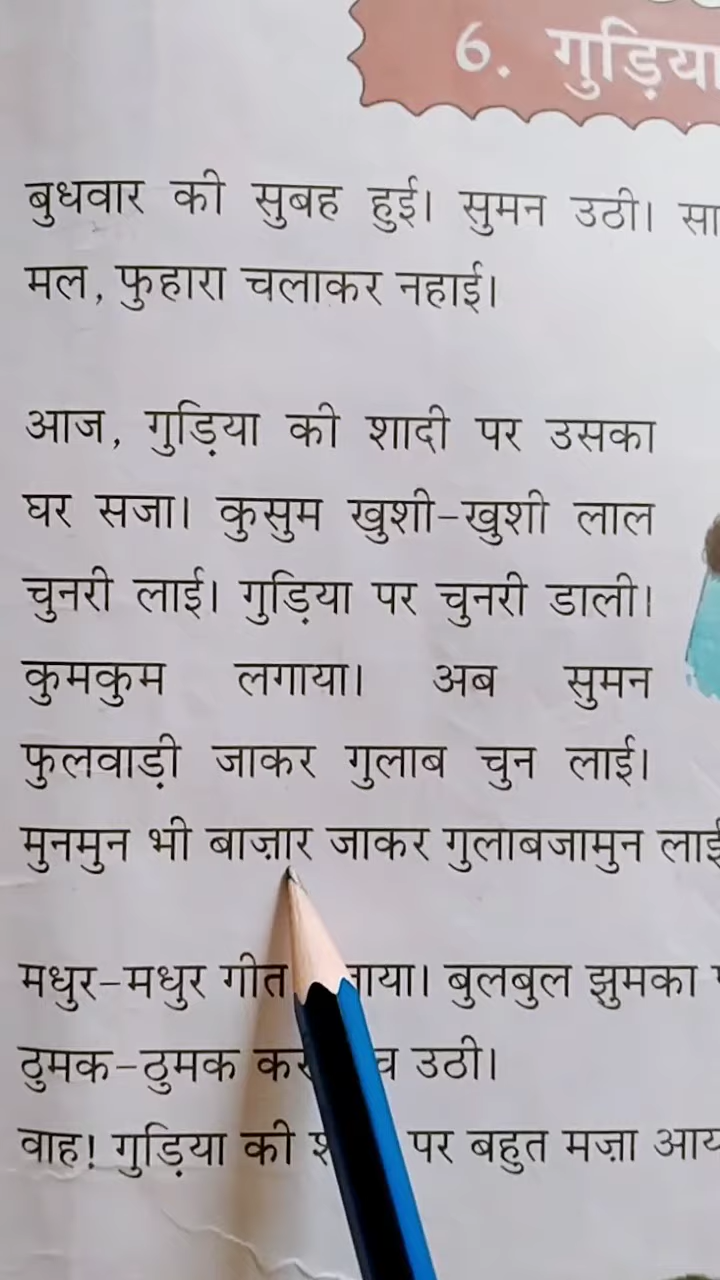 6. गुड़िया
बुधवार की सुबह हुई। सुमन उठी।
मल, फुहारा चलाकर नहाई।
आज, गुड़िया की शादी पर उसका
घर सजा। कुसुम खुशी-खुशी लाल
चुनरी लाई। गुड़िया पर चुनरी डाली।
कुमकुम लगाया। अब सुमन
फुलवाड़ी जाकर गुलाब चुन लाई।
मुनमुन भी बाज़ार जाकर गुलाबजामुन लाई
मधुर-मधुर गीत बुलबुल झुमका
ठुमक-ठुमक उठी।
वाह! गुड़िया की पर बहुत मज़ा